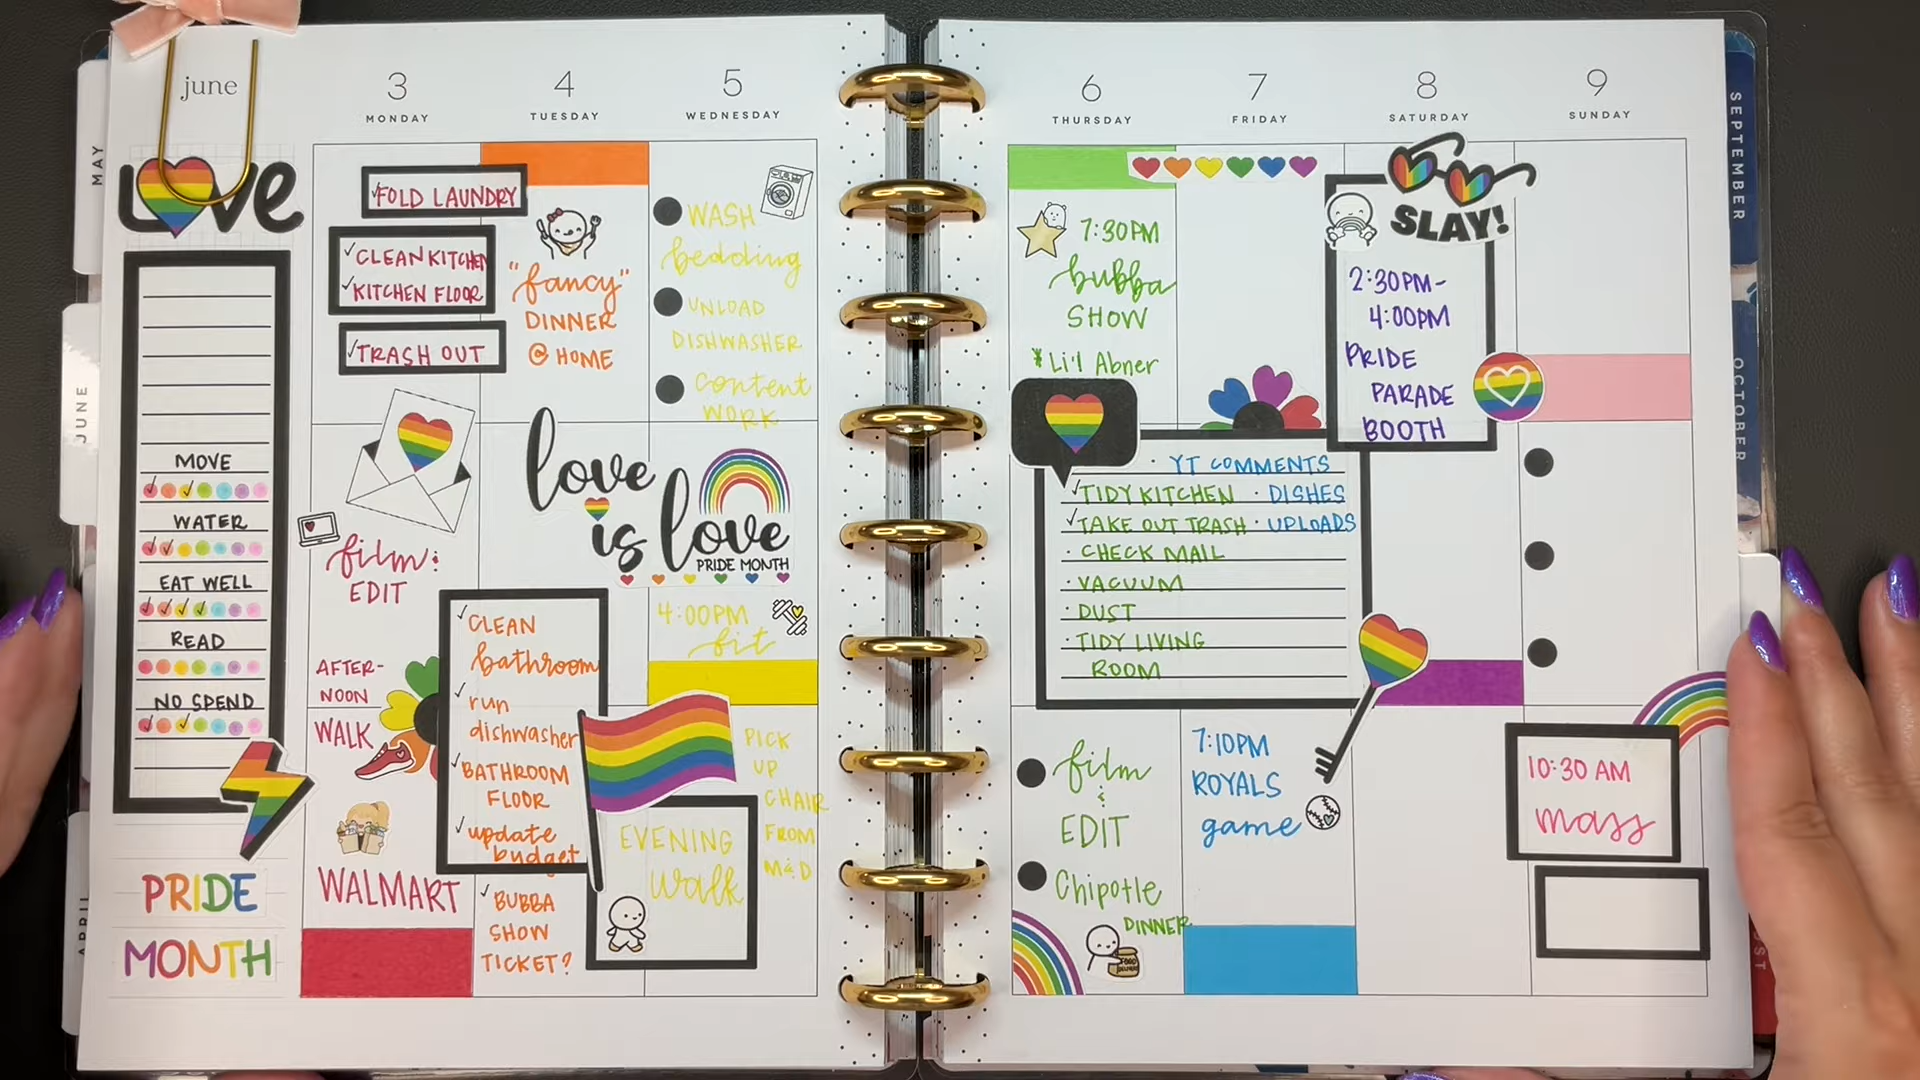 june
LOVE
MOVE
WATER
EAT WELL
READ
NO SPEND
PRIDE
MONTH
MAY
JUNE
3
MONDAY
FOLD LAUNDRY
CLEAN KITCHEN
KITCHEN FLOOR
TRASH OUT
film &
EDIT
AFTER-
NOON
WALK
WALMART
4
TUESDAY
"fancy"
DINNER
@ HOME
love
is love
PRIDE MONTH
CLEAN
bathroom
run
dishwasher
BATHROOM
FLOOR
update
budget
BUBBA
SHOW
TICKET?
5
WEDNESDAY
WASH
bedding
UNLOAD
DISHWASHER
Content
WORK
4:00PM
fit
PICK
UP
CHAIR
FROM
M&D
EVENING
walk
6
THURSDAY
7:30PM
bubba
SHOW
* Li'l Abner
· YT COMMENTS
TIDY KITCHEN · DISHES
TAKE OUT TRASH · UPLOADS
· CHECK MAIL
· VACUUM
· DUST
· TIDY LIVING
ROOM
film
&
EDIT
Chipotle
DINNER
7
FRIDAY
7:10PM
ROYALS
game
8
SATURDAY
SLAY!
2:30PM-
4:00PM
PRIDE
PARADE
BOOTH
9
SUNDAY
10:30 AM
mass
SEPTEMBER
OCTOBER